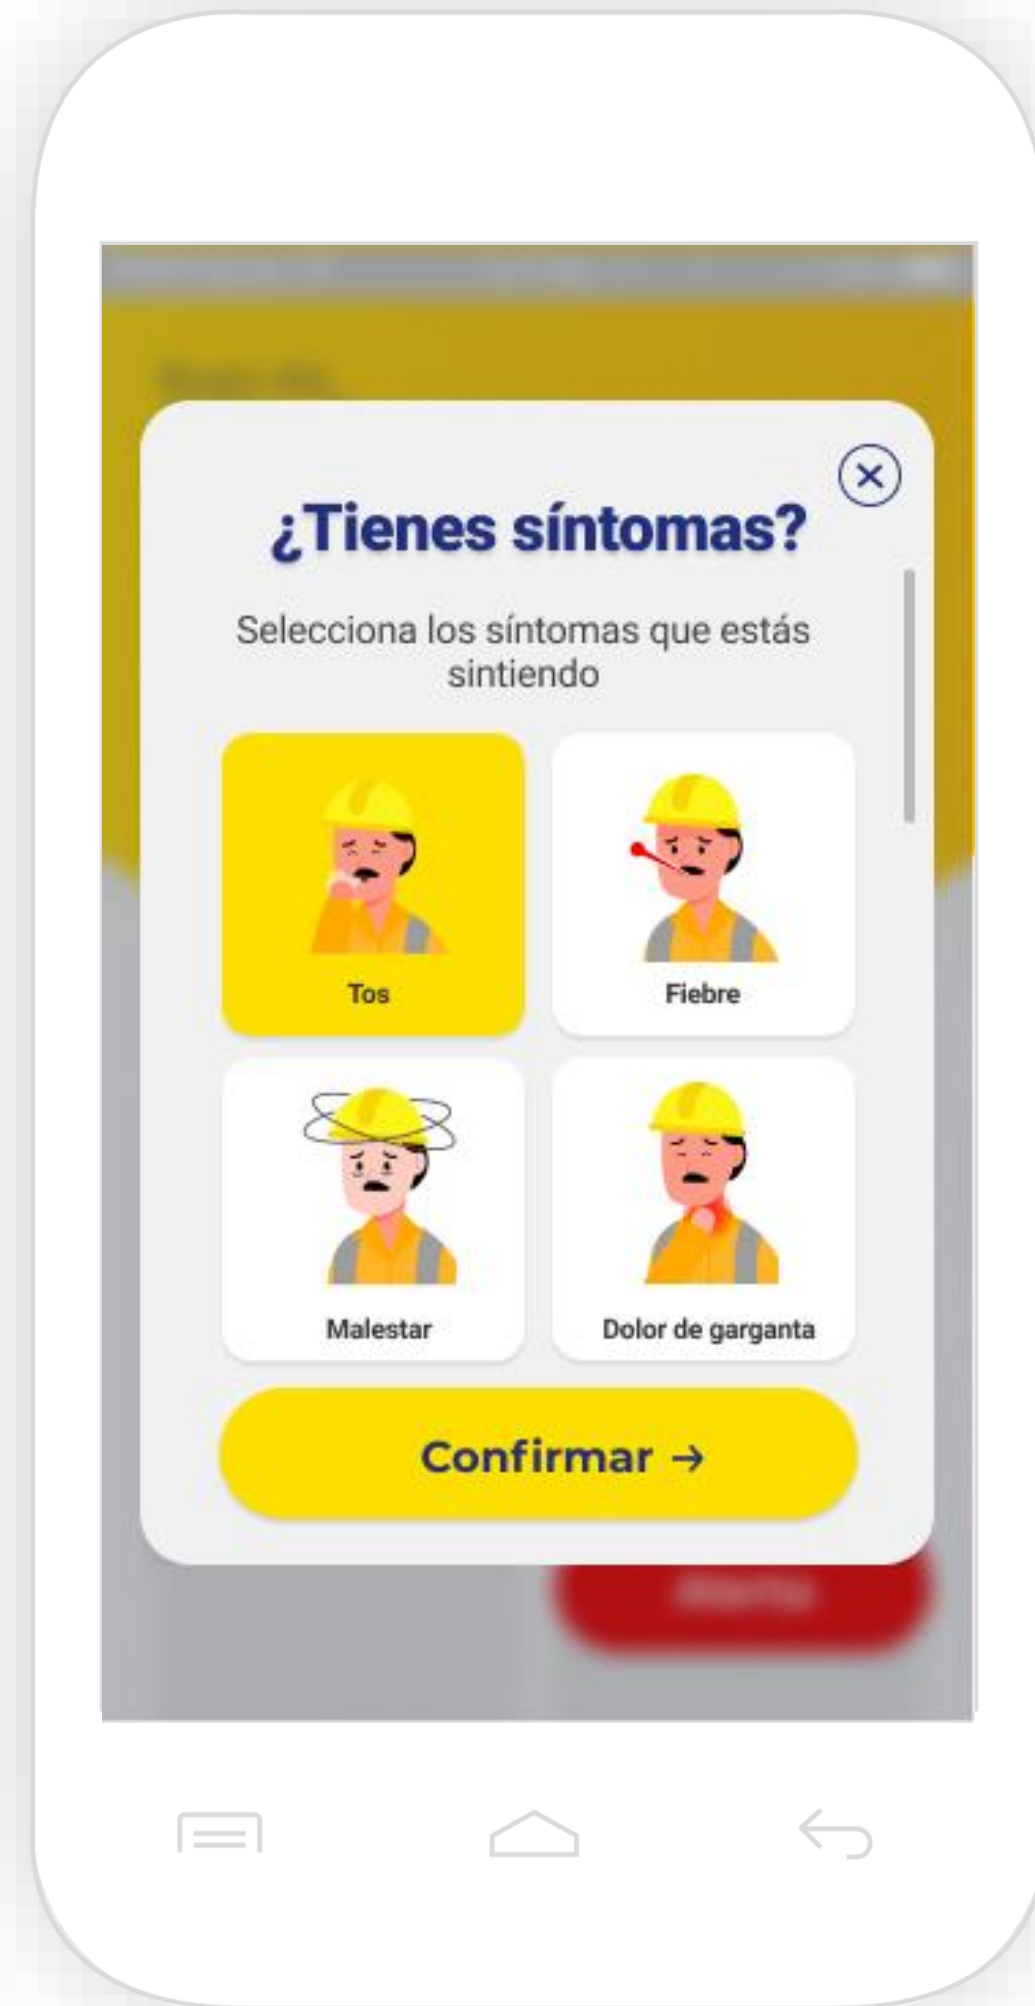 ¿Tienes síntomas?
Selecciona los síntomas que estás
sintiendo
Tos
Fiebre
Malestar
Dolor de garganta
Confirmar →